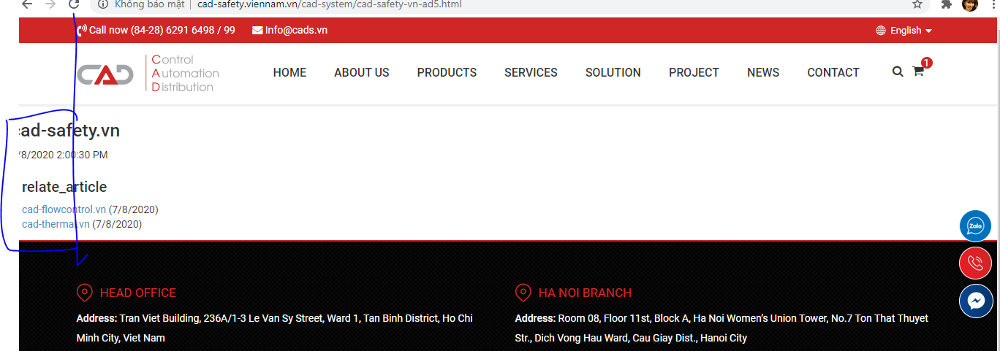 Không bảo mật | cad-safety.viennam.vn/cad-system/cad-safety-vn-ad5.html
Call now (84-28) 6291 6498 / 99 Info@cads.vn English
CAD Control Automation Distribution
HOME ABOUT US PRODUCTS SERVICES SOLUTION PROJECT NEWS CONTACT 1
cad-safety.vn
/8/2020 2:00:30 PM
relate_article
cad-flowcontrol.vn (7/8/2020)
cad-thermal.vn (7/8/2020)
Zalo
HEAD OFFICE
Address: Tran Viet Building, 236A/1-3 Le Van Sy Street, Ward 1, Tan Binh District, Ho Chi
Minh City, Viet Nam
HA NOI BRANCH
Address: Room 08, Floor 11st, Block A, Ha Noi Women’s Union Tower, No.7 Ton That Thuyet
Str., Dich Vong Hau Ward, Cau Giay Dist., Hanoi City